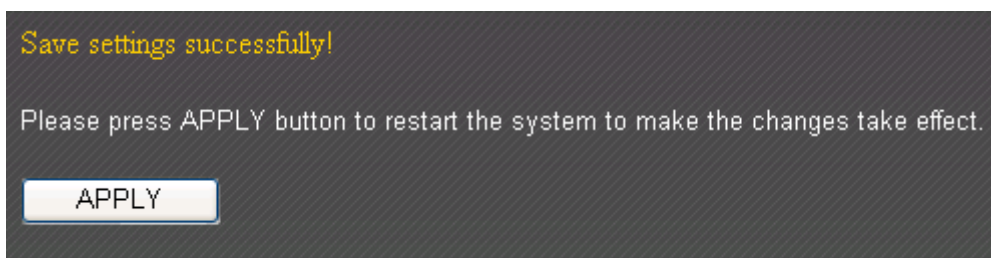 Save settings successfully!
Please press APPLY button to restart the system to make the changes take effect.
APPLY